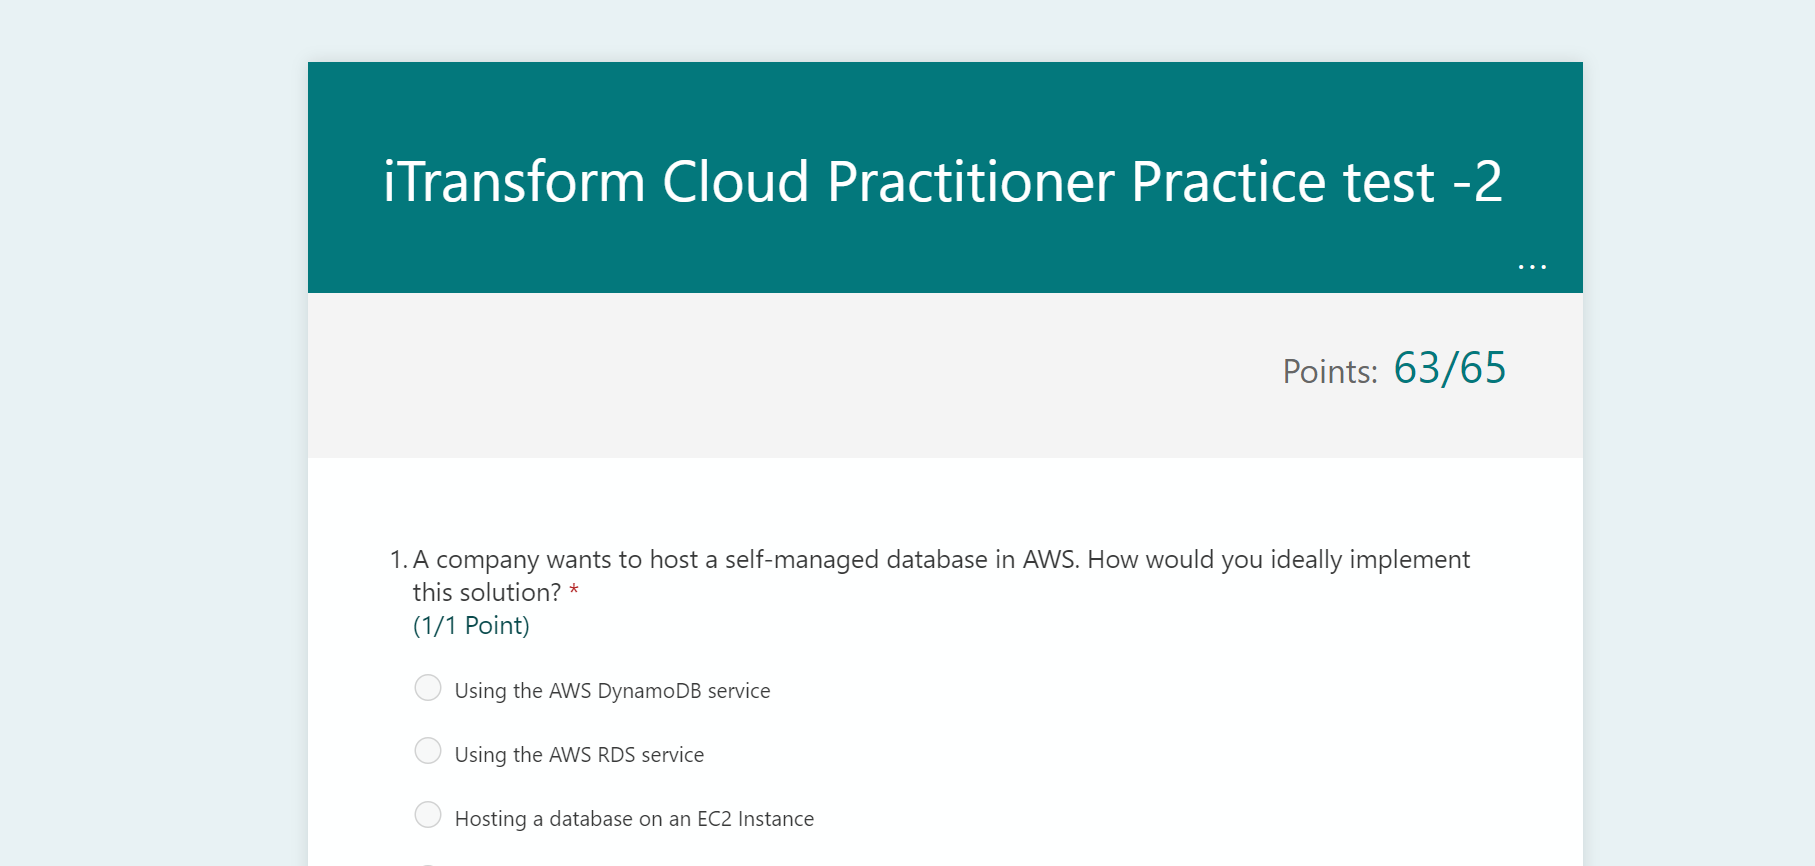 iTransform Cloud Practitioner Practice test -2
...
Points: 63/65
1. A company wants to host a self-managed database in AWS. How would you ideally implement
this solution? *
(1/1 Point)
Using the AWS DynamoDB service
Using the AWS RDS service
Hosting a database on an EC2 Instance